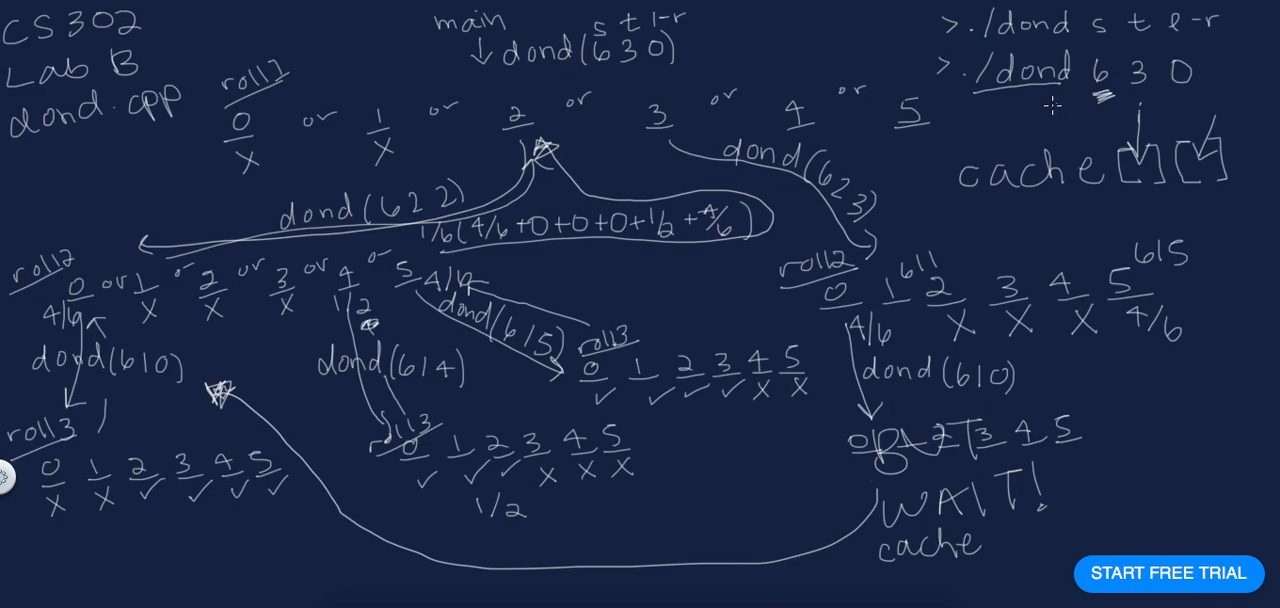 CS 302
Lab B
dond.cpp
main
s t l-r
dond(6 3 0)
>./dond s t l-r
>./dond 6 3 0
cache[ ][ ]
roll1
0 or 1 or 2 or 3 or 4 or 5
X X
dond(6 2 2)
dond(6 2 3)
1/6(4/6+0+0+0+1/2+4/6)
roll2
0 or 1 or 2 or 3 or 4 or 5
4/6 X X X 1/2 4/6
dond(6 1 0)
dond(6 1 4)
dond(6 1 5)
roll3
0 1 2 3 4 5
X X ✓ ✓ ✓ ✓
roll3
0 1 2 3 4 5
✓ ✓ ✓ X X X
1/2
roll3
0 1 2 3 4 5
✓ ✓ ✓ ✓ X X
roll2
611
615
0 1 2 3 4 5
4/6 X X X 4/6
dond(6 1 0)
0 2 3 4 5
WAIT!
cache
START FREE TRIAL